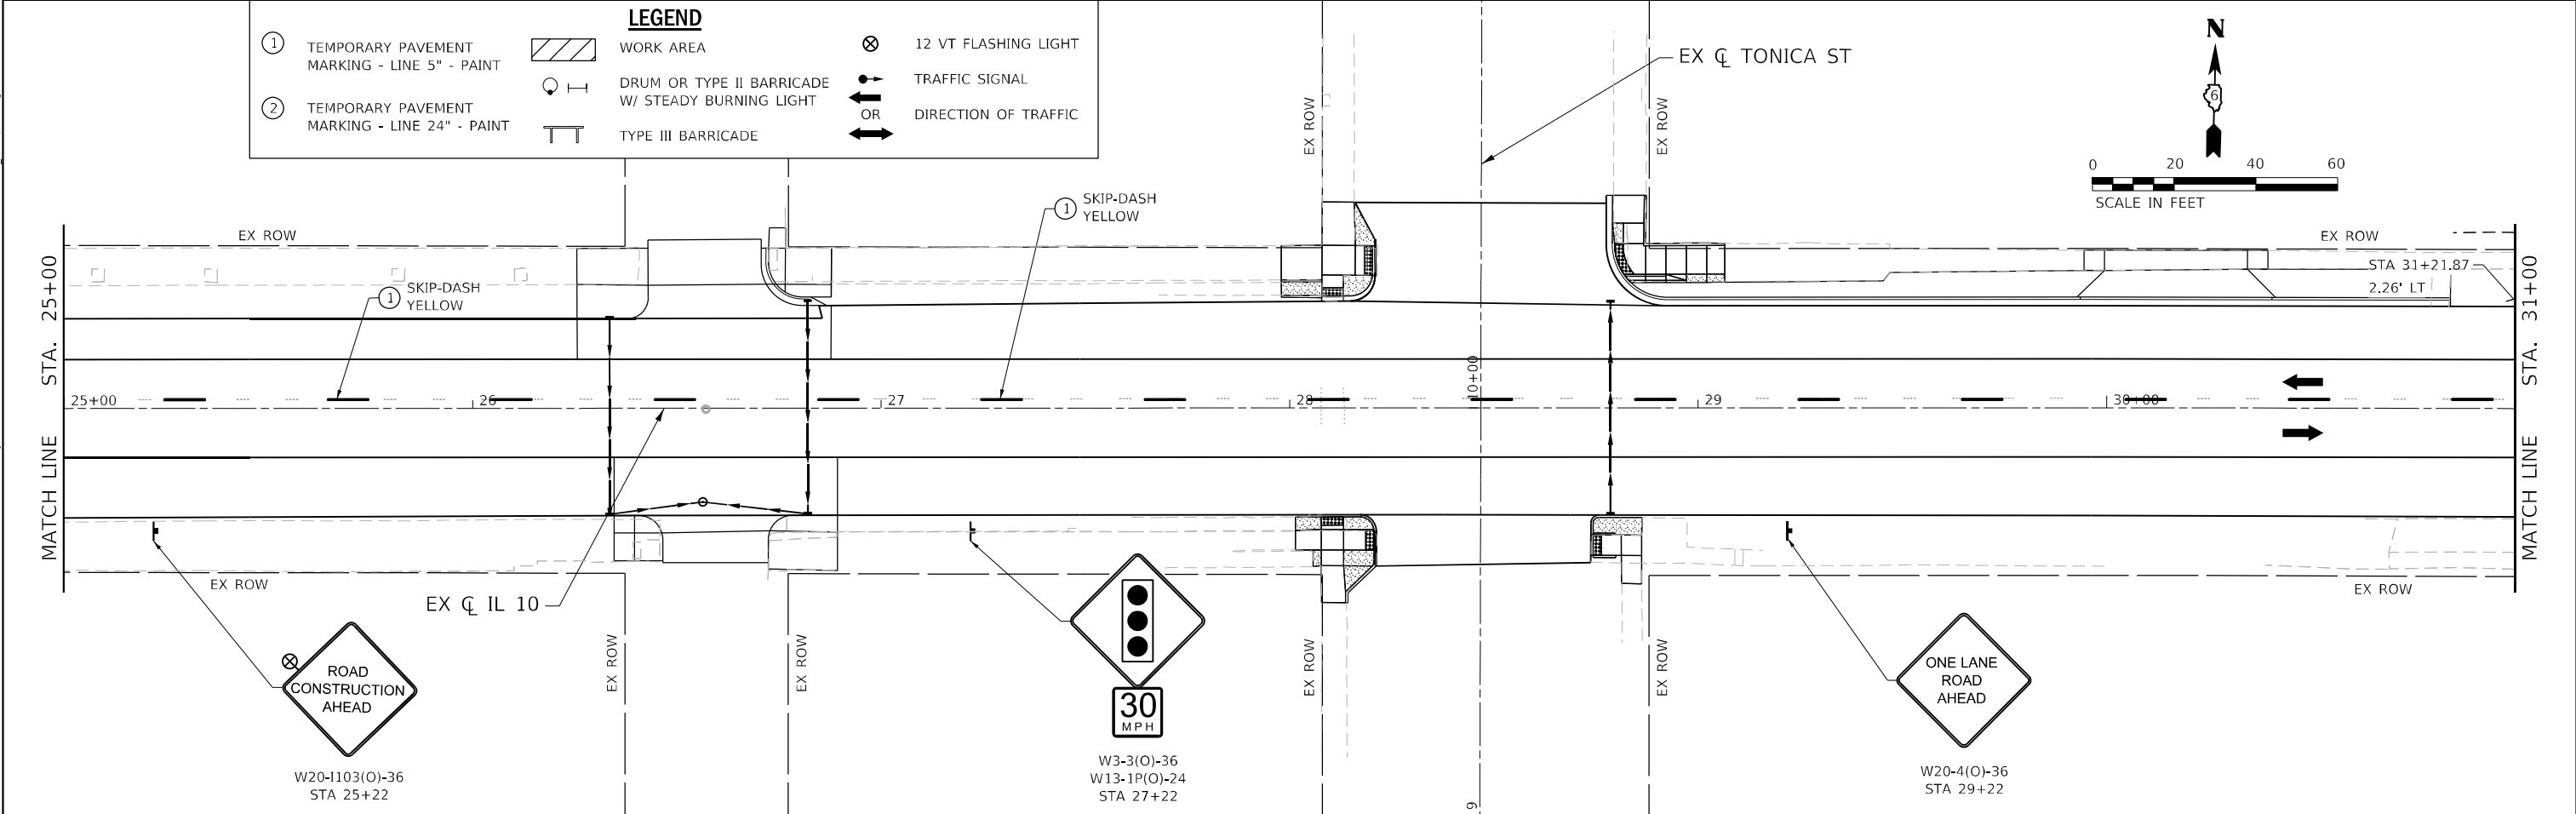 LEGEND
1 TEMPORARY PAVEMENT
MARKING - LINE 5" - PAINT
2 TEMPORARY PAVEMENT
MARKING - LINE 24" - PAINT
WORK AREA
DRUM OR TYPE II BARRICADE
W/ STEADY BURNING LIGHT
TYPE III BARRICADE
12 VT FLASHING LIGHT
TRAFFIC SIGNAL
OR
DIRECTION OF TRAFFIC
EX ℄ TONICA ST
N
6
0 20 40 60
SCALE IN FEET
EX ROW
EX ROW
EX ROW
EX ROW
1 SKIP-DASH
YELLOW
1 SKIP-DASH
YELLOW
STA 31+21.87
2.26' LT
MATCH LINE STA. 25+00
MATCH LINE STA. 31+00
25+00
26
27
28
10+00
29
30+00
EX ROW
EX ROW
EX ℄ IL 10
EX ROW
EX ROW
EX ROW
EX ROW
9
ROAD
CONSTRUCTION
AHEAD
W20-I103(O)-36
STA 25+22
30
MPH
W3-3(O)-36
W13-1P(O)-24
STA 27+22
ONE LANE
ROAD
AHEAD
W20-4(O)-36
STA 29+22